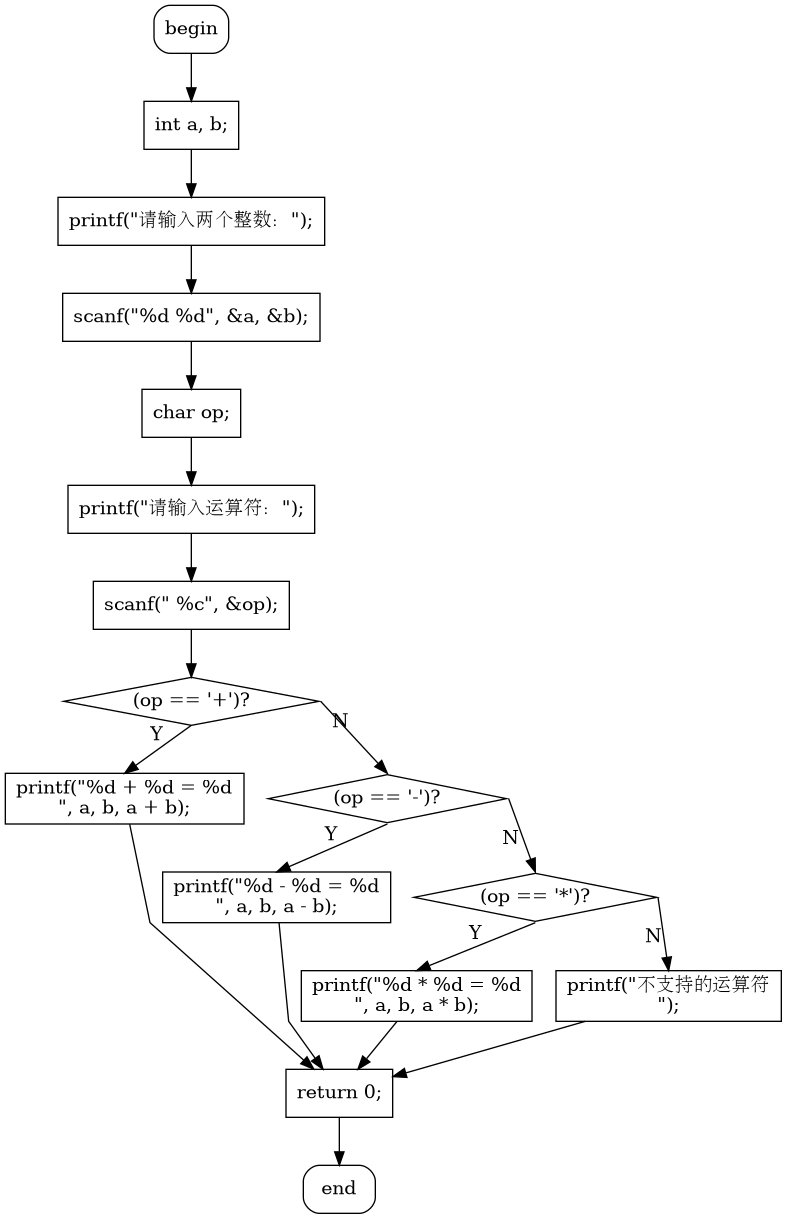 begin
int a, b;
printf("请输入两个整数：");
scanf("%d %d", &a, &b);
char op;
printf("请输入运算符：");
scanf(" %c", &op);
(op == '+')?
Y
N
printf("%d + %d = %d
", a, b, a + b);
(op == '-')?
Y
N
printf("%d - %d = %d
", a, b, a - b);
(op == '*')?
Y
N
printf("%d * %d = %d
", a, b, a * b);
printf("不支持的运算符
");
return 0;
end